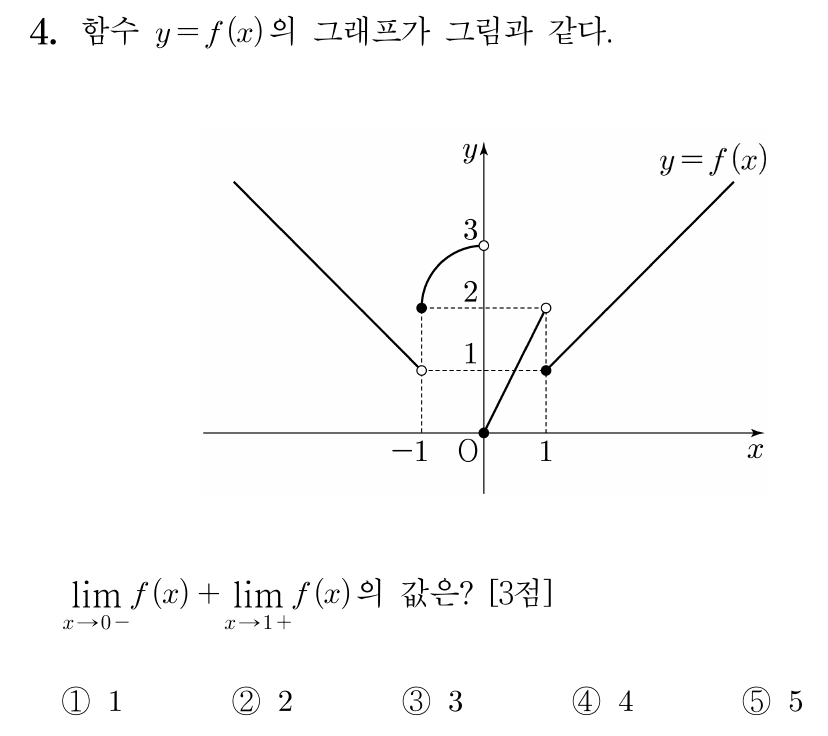 4. 함수 y=f(x)의 그래프가 그림과 같다.
y
y=f(x)
3
2
1
-1 O 1 x
lim f(x) + lim f(x)의 값은? [3점]
x→0- x→1+
① 1 ② 2 ③ 3 ④ 4 ⑤ 5